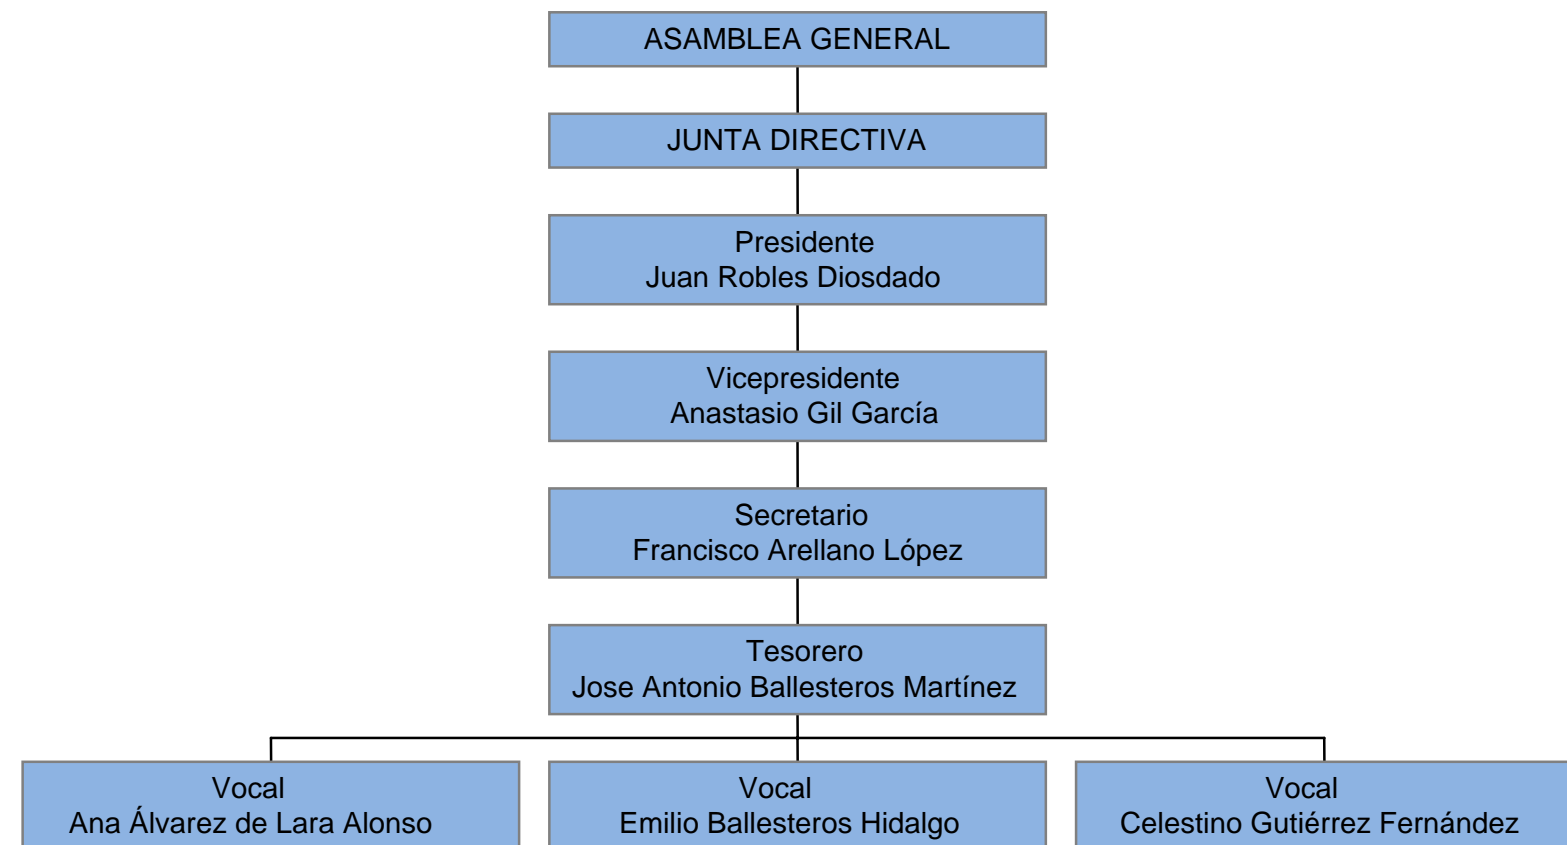 ASAMBLEA GENERAL
JUNTA DIRECTIVA
Presidente
Juan Robles Diosdado
Vicepresidente
Anastasio Gil García
Secretario
Francisco Arellano López
Tesorero
Jose Antonio Ballesteros Martínez
Vocal
Ana Álvarez de Lara Alonso
Vocal
Emilio Ballesteros Hidalgo
Vocal
Celestino Gutiérrez Fernández